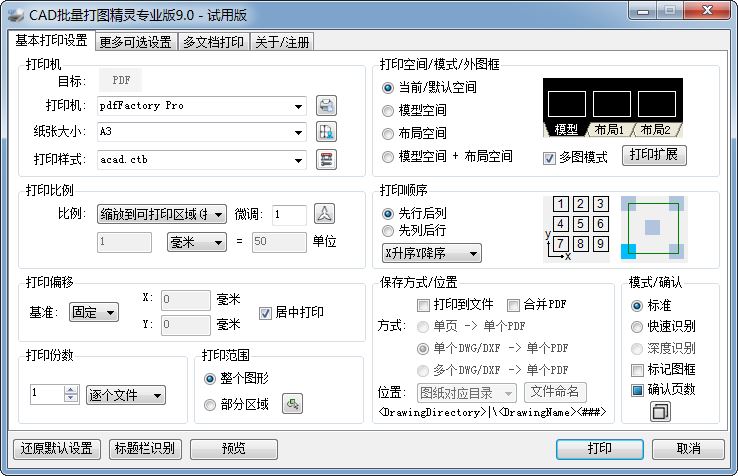 CAD批量打图精灵专业版9.0 - 试用版
基本打印设置 更多可选设置 多文档打印 关于/注册
打印机
目标: PDF
打印机: pdfFactory Pro
纸张大小: A3
打印样式: acad.ctb
打印空间/模式/外图框
当前/默认空间
模型空间
布局空间
模型空间 + 布局空间
模型 布局1 布局2
多图模式 打印扩展
打印比例
比例: 缩放到可打印区域 微调: 1
1 毫米 = 50 单位
打印顺序
先行后列
先列后行
X升序Y降序
1 2 3
4 5 6
7 8 9
y
x
打印偏移
基准: 固定
X: 0 毫米
Y: 0 毫米
居中打印
保存方式/位置
打印到文件 合并PDF
方式: 单页 -> 单个PDF
单个DWG/DXF -> 单个PDF
多个DWG/DXF -> 单个PDF
位置: 图纸对应目录 文件命名
<DrawingDirectory>|\<DrawingName><###>
模式/确认
标准
快速识别
深度识别
标记图框
确认页数
打印份数
1 逐个文件
打印范围
整个图形
部分区域
还原默认设置 标题栏识别 预览 打印 取消